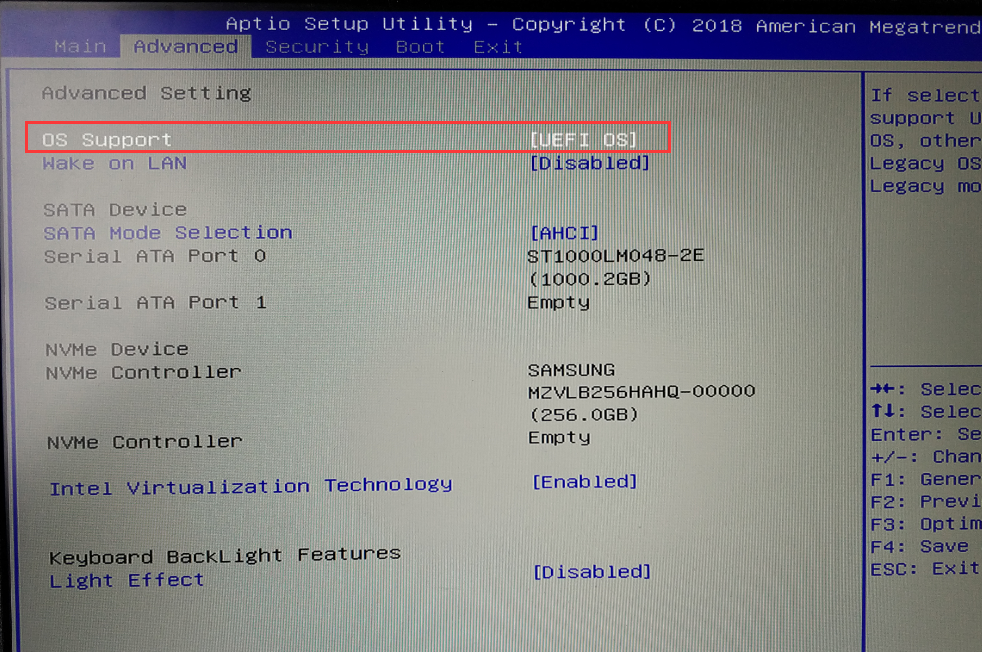 Aptio Setup Utility – Copyright (C) 2018 American Megatrend
Main Advanced Security Boot Exit
Advanced Setting
OS Support [UEFI OS]
Wake on LAN [Disabled]
SATA Device
SATA Mode Selection [AHCI]
Serial ATA Port 0 ST1000LM048-2E
(1000.2GB)
Serial ATA Port 1 Empty
NVMe Device
NVMe Controller SAMSUNG
MZVLB256HAHQ-00000
(256.0GB)
NVMe Controller Empty
Intel Virtualization Technology [Enabled]
Keyboard BackLight Features
Light Effect [Disabled]
If select
support U
OS, other
Legacy OS
Legacy mo
→←: Selec
↑↓: Selec
Enter: Se
+/-: Chan
F1: Gener
F2: Previ
F3: Optim
F4: Save
ESC: Exit